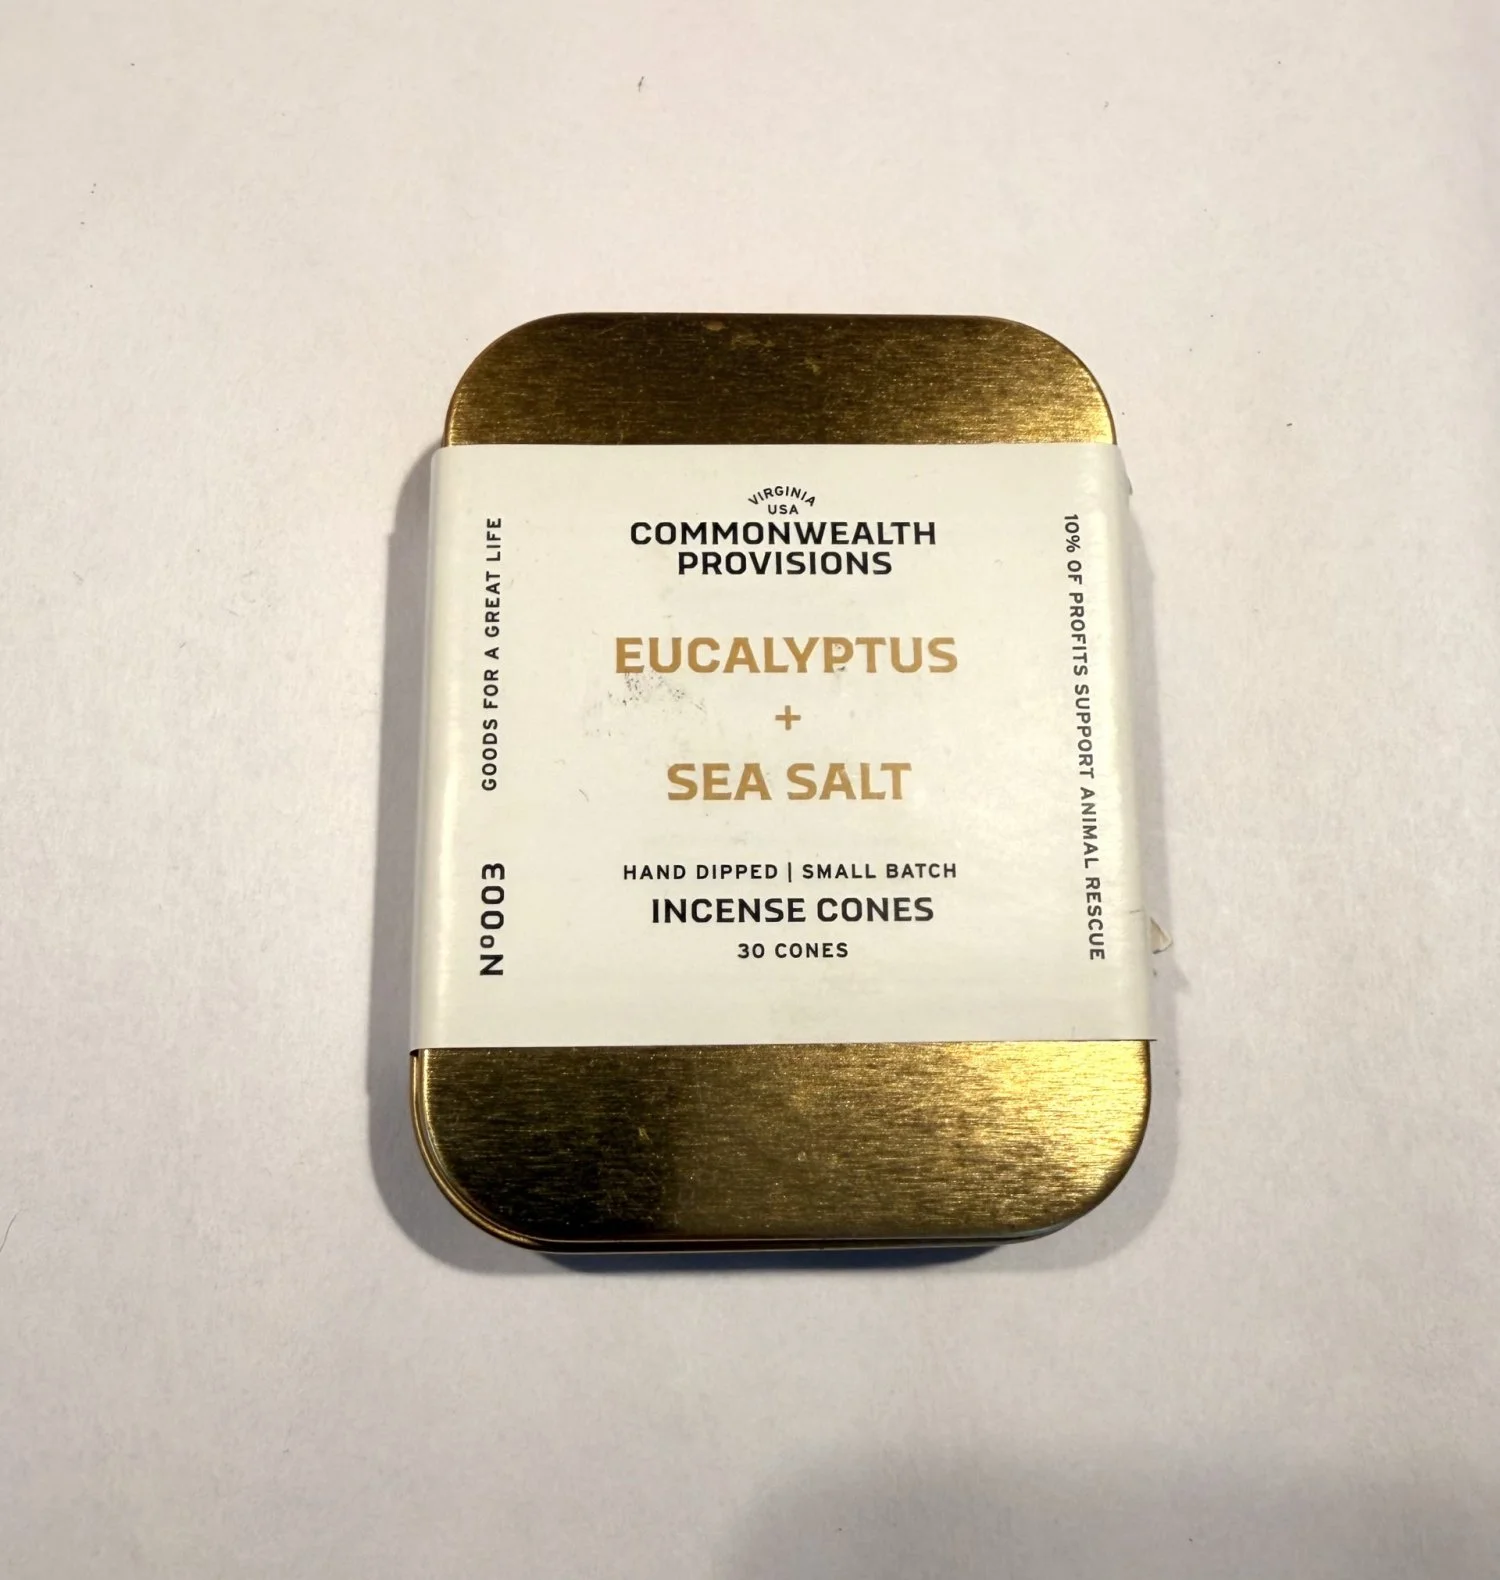 VIRGINIA
USA
COMMONWEALTH
PROVISIONS
EUCALYPTUS
+
SEA SALT
HAND DIPPED | SMALL BATCH
INCENSE CONES
30 CONES
GOODS FOR A GREAT LIFE
Nº003
10% OF PROFITS SUPPORT ANIMAL RESCUE